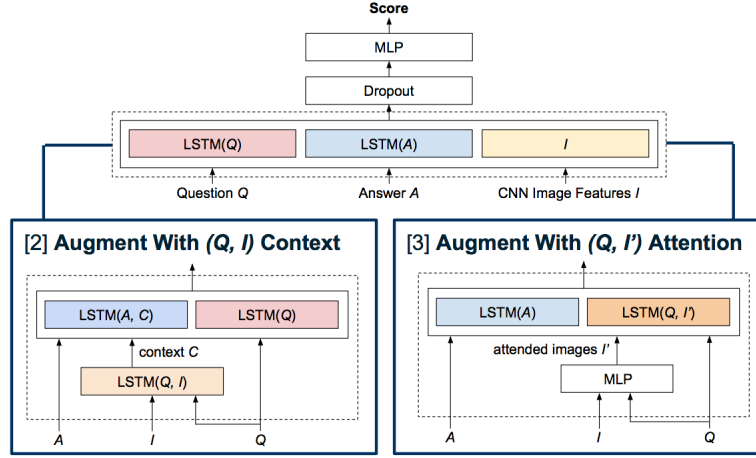 Score
MLP
Dropout
LSTM(Q) LSTM(A) I
Question Q Answer A CNN Image Features I
[2] Augment With (Q, I) Context
LSTM(A, C) LSTM(Q)
context C
LSTM(Q, I)
A I Q
[3] Augment With (Q, I') Attention
LSTM(A) LSTM(Q, I')
attended images I'
MLP
A I Q